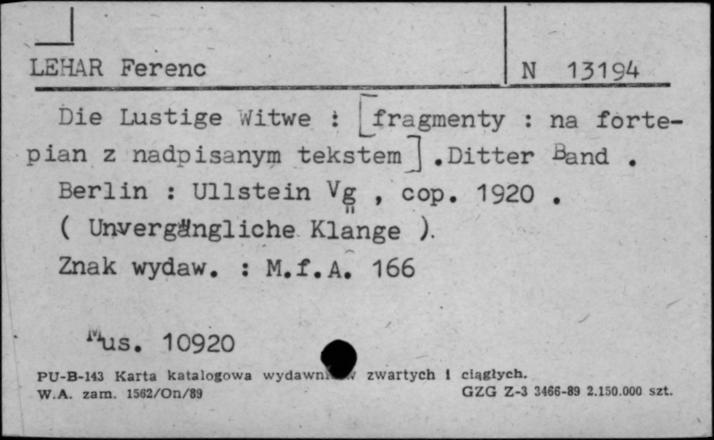 LEHAR Ferenc N 13194
Die Lustige Witwe : [fragmenty : na forte-
pian z nadpisanym tekstem] .Ditter Band .
Berlin : Ullstein Vg , cop. 1920 .
( Unvergängliche Klange ).
Znak wydaw. : M.f.A. 166
Mus. 10920
PU-B-143 Karta katalogowa zwartych i ciągłych.
W.A. zam. 1562/On/89 GZG Z-3 3466-89 2.150.000 szt.